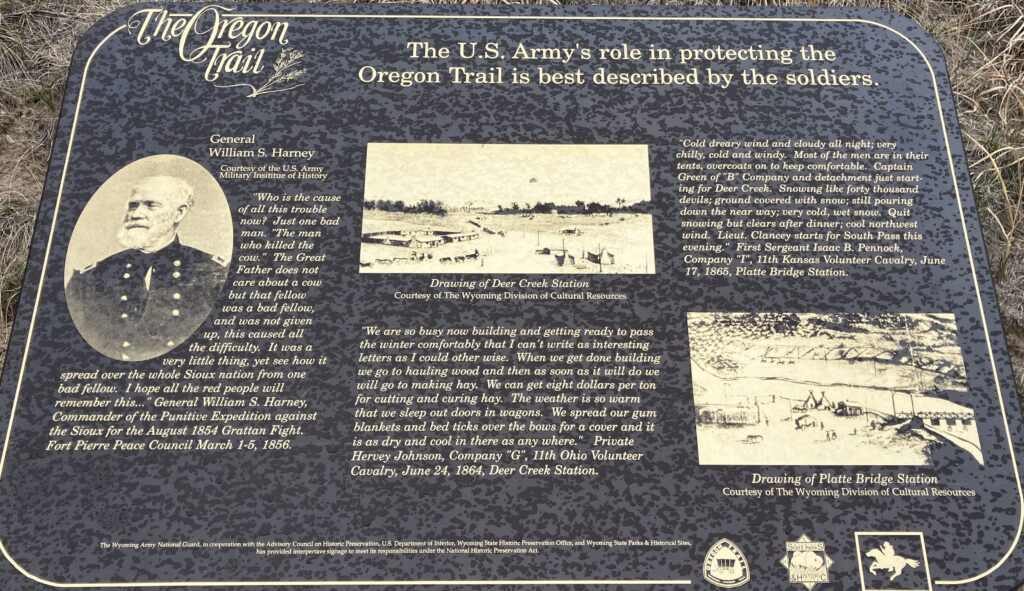 The Oregon Trail
The U.S. Army's role in protecting the
Oregon Trail is best described by the soldiers.
General
William S. Harney
Courtesy of the U.S. Army
Military Insititue of History
"Who is the cause
of all this trouble
now? Just one bad
man. "The man
who killed the
cow." The Great
Father does not
care about a cow
but that fellow
was a bad fellow,
and was not given
up, this caused all
the difficulty. It was a
very little thing, yet see how it
spread over the whole Sioux nation from one
bad fellow. I hope all the red people will
remember this..." General William S. Harney,
Commander of the Punitive Expedition against
the Sioux for the August 1854 Grattan Fight.
Fort Pierre Peace Council March 1-5, 1856.
Drawing of Deer Creek Station
Courtesy of The Wyoming Division of Cultural Resources
"We are so busy now building and getting ready to pass
the winter comfortably that I can't write as interesting
letters as I could other wise. When we get done building
we go to hauling wood and then as soon as it will do we
will go to making hay. We can get eight dollars per ton
for cutting and curing hay. The weather is so warm
that we sleep out doors in wagons. We spread our gum
blankets and bed ticks over the bows for a cover and it
is as dry and cool in there as any where." Private
Hervey Johnson, Company "G", 11th Ohio Volunteer
Cavalry, June 24, 1864, Deer Creek Station.
"Cold dreary wind and cloudy all night; very
chilly, cold and windy. Most of the men are in their
tents, overcoats on to keep comfortable. Captain
Green of "B" Company and detachment just start-
ing for Deer Creek. Snowing like forty thousand
devils; ground covered with snow; still pouring
down the near way; very cold, wet snow. Quit
snowing but clears after dinner; cool northwest
wind. Lieut. Clancey starts for South Pass this
evening." First Sergeant Isaac B. Pennock,
Company "I", 11th Kansas Volunteer Cavalry, June
17, 1865, Platte Bridge Station.
Drawing of Platte Bridge Station
Courtesy of The Wyoming Division of Cultural Resources
The Wyoming Army National Guard, in cooperation with the Advisory Council on Historic Preservation, U.S. Department of Interior, Wyoming State Historic Preservation Office, and Wyoming State Parks & Historical Sites,
has provided interpertave signage to meet its responsibilities under the National Historic Preservation Act.
STATE PARKS
& HISTORIC